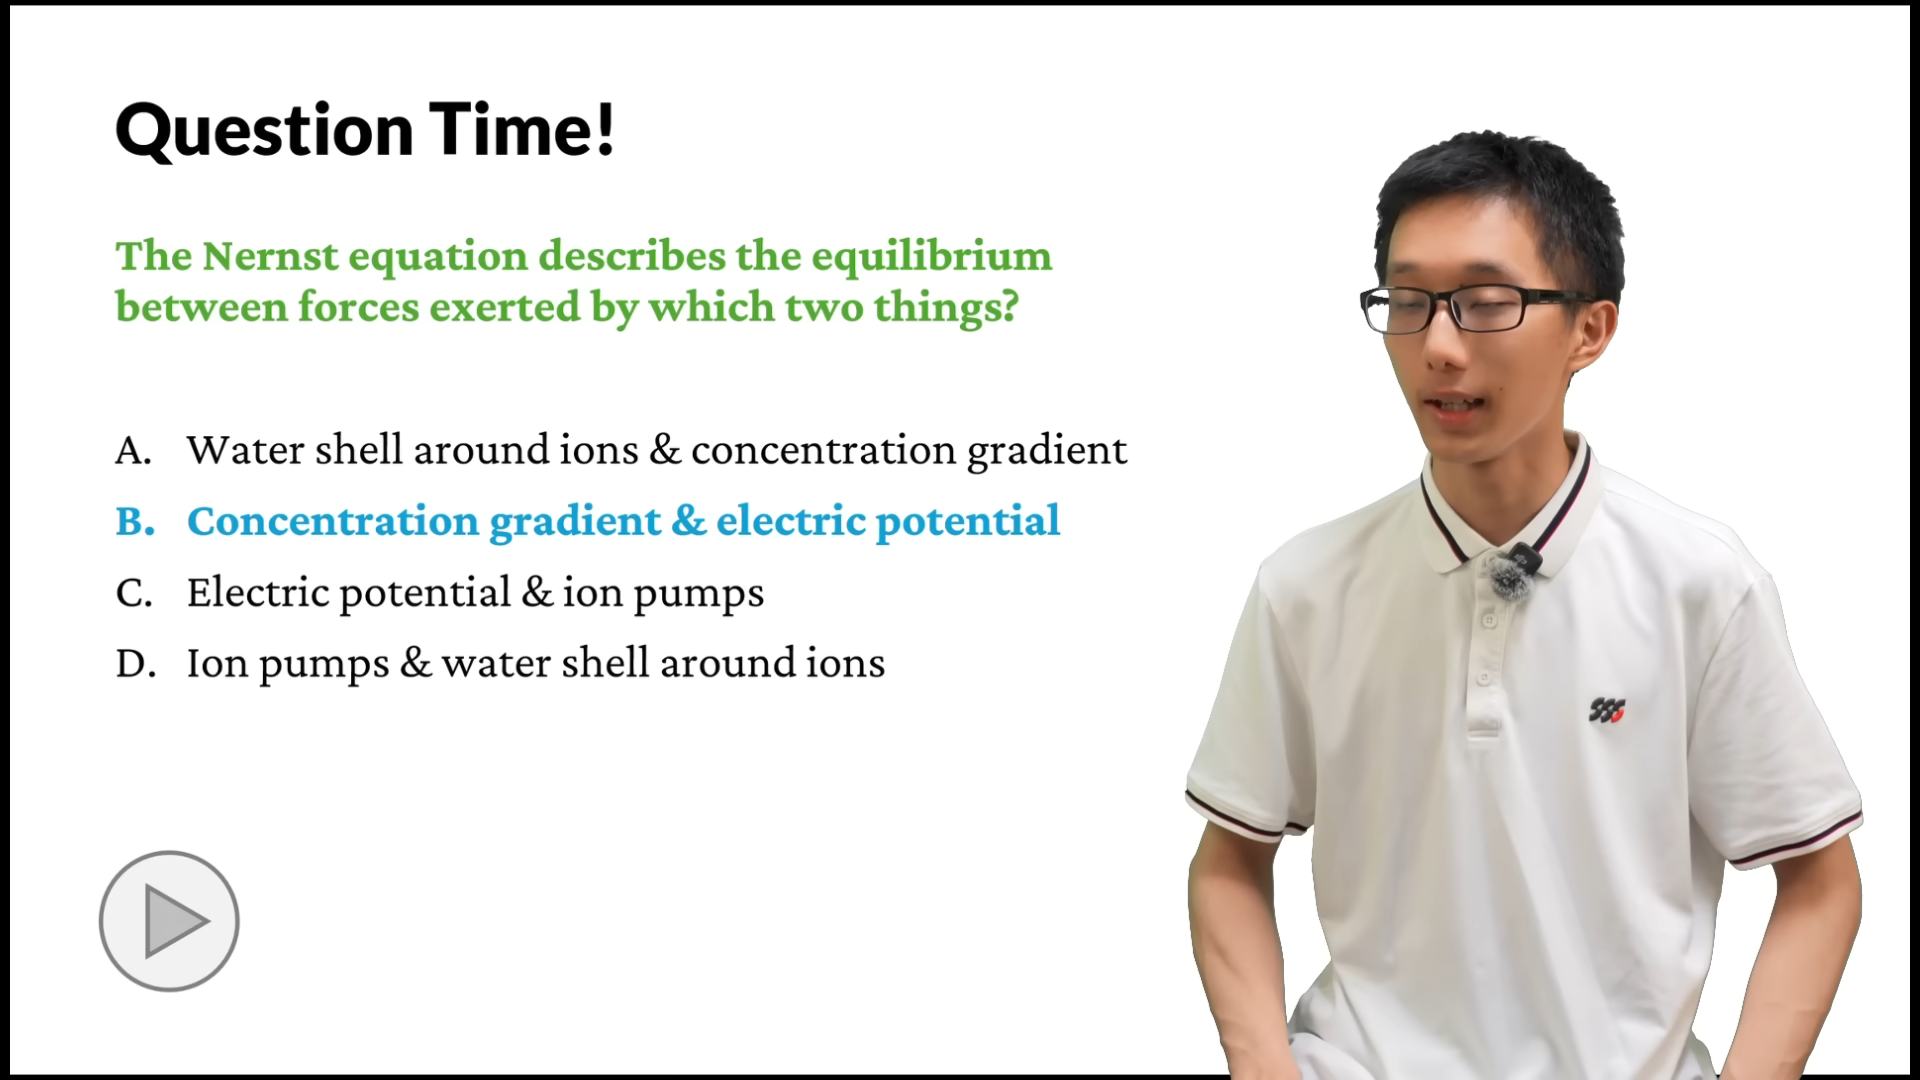 Question Time!
The Nernst equation describes the equilibrium
between forces exerted by which two things?
A. Water shell around ions & concentration gradient
B. Concentration gradient & electric potential
C. Electric potential & ion pumps
D. Ion pumps & water shell around ions